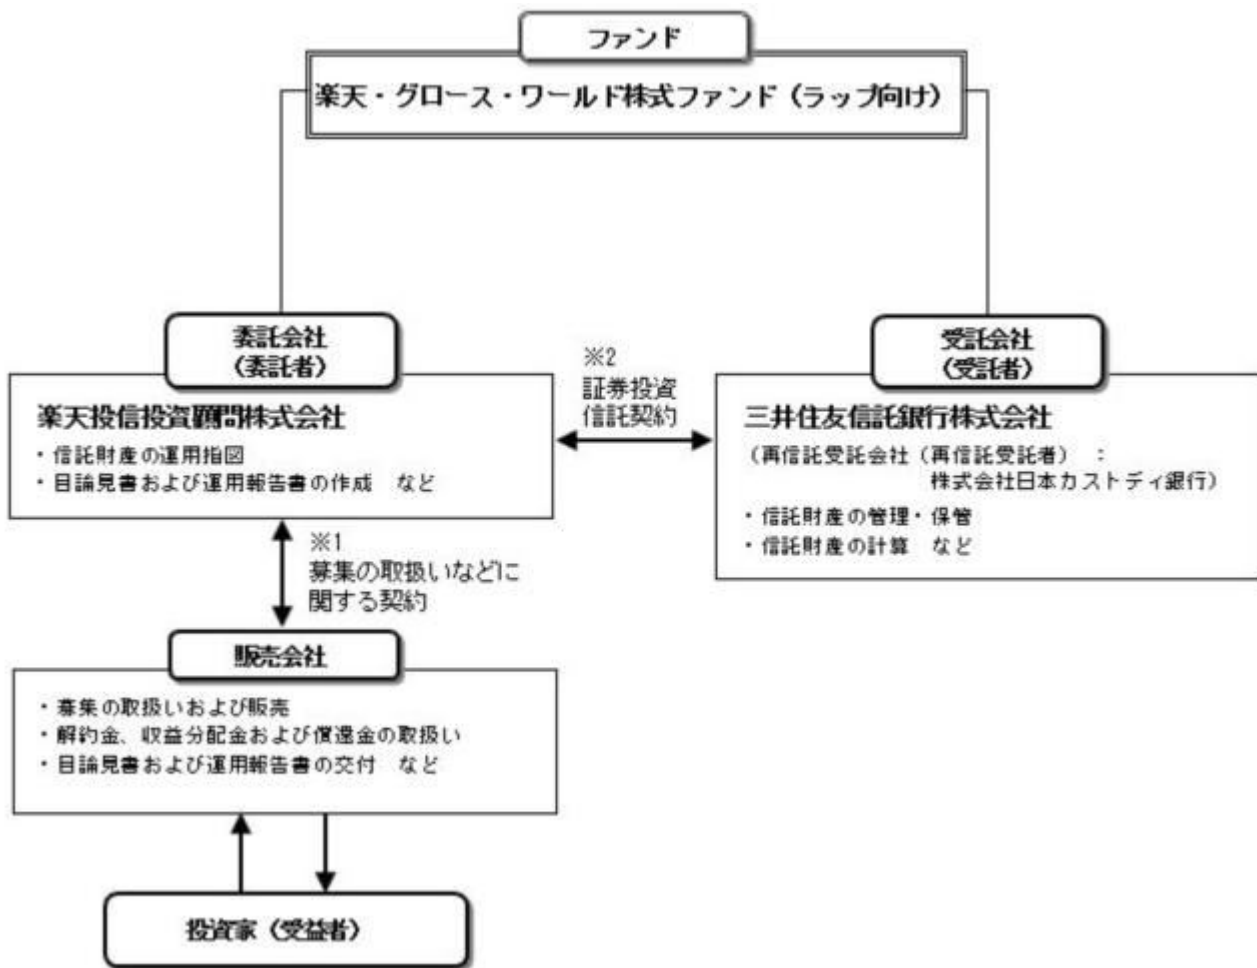 ファンド
楽天・グロース・ワールド株式ファンド（ラップ向け）
委託会社
（委託者）
楽天投信投資顧問株式会社
・信託財産の運用指図
・目論見書および運用報告書の作成　など
※2
証券投資
信託契約
受託会社
（受託者）
三井住友信託銀行株式会社
（再信託受託会社（再信託受託者）：
株式会社日本カストディ銀行）
・信託財産の管理・保管
・信託財産の計算　など
※1
募集の取扱いなどに
関する契約
販売会社
・募集の取扱いおよび販売
・解約金、収益分配金および償還金の取扱い
・目論見書および運用報告書の交付　など
投資家（受益者）